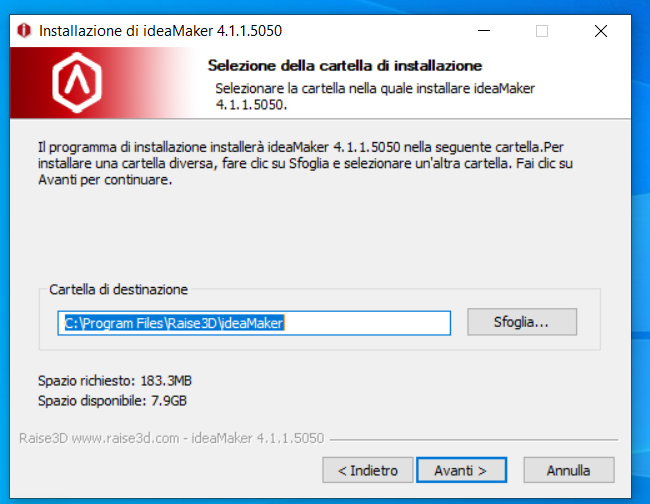 Installazione di ideaMaker 4.1.1.5050
Selezione della cartella di installazione
Selezionare la cartella nella quale installare ideaMaker
4.1.1.5050.
Il programma di installazione installerà ideaMaker 4.1.1.5050 nella seguente cartella.Per
installare una cartella diversa, fare clic su Sfoglia e selezionare un'altra cartella. Fai clic su
Avanti per continuare.
Cartella di destinazione
C:\Program Files\Raise3D\ideaMaker
Sfoglia...
Spazio richiesto: 183.3MB
Spazio disponibile: 7.9GB
Raise3D www.raise3d.com - ideaMaker 4.1.1.5050
< Indietro
Avanti >
Annulla